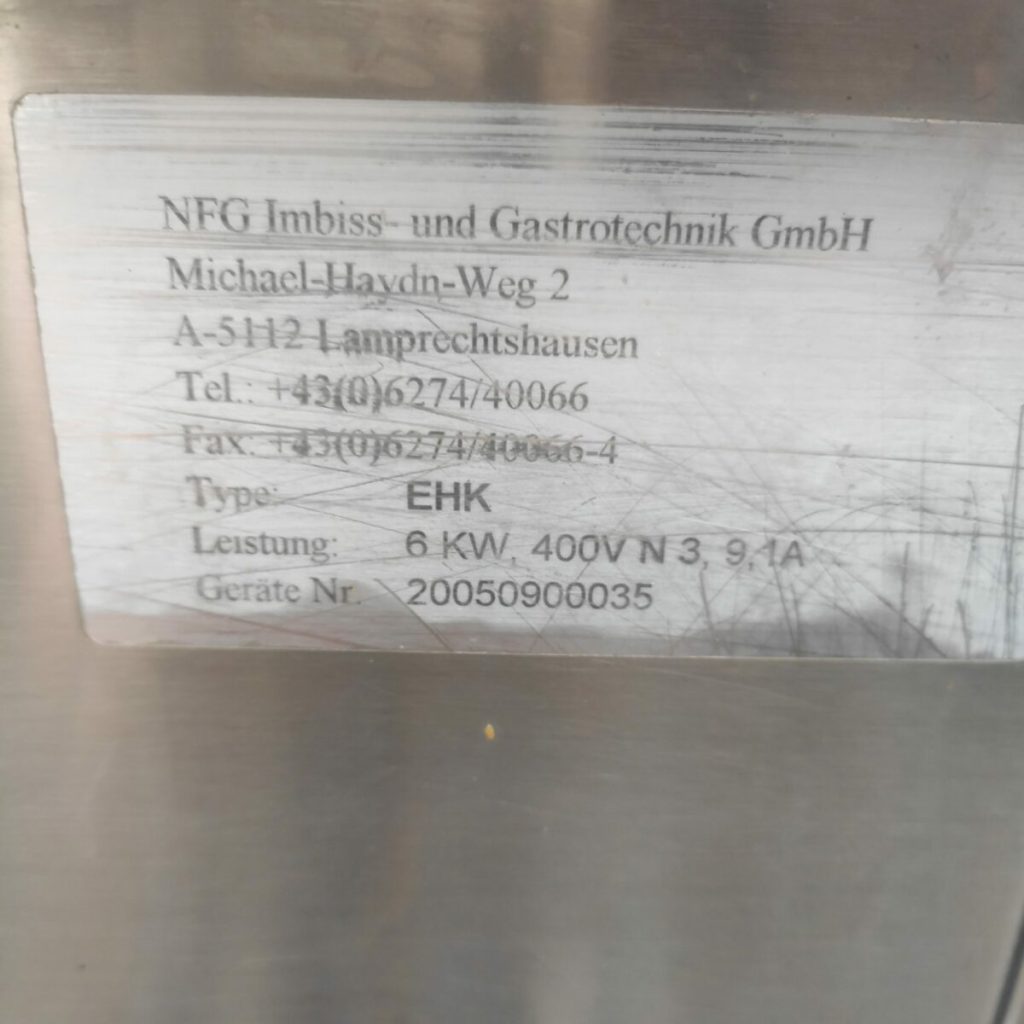 NFG Imbiss- und Gastrotechnik GmbH
Michael-Haydn-Weg 2
A-5112 Lamprechtshausen
Tel.: +43(0)6274/40066
Fax: +43(0)6274/40066-4
Type: EHK
Leistung: 6 KW, 400V N 3, 9,1A
Geräte Nr. 20050900035